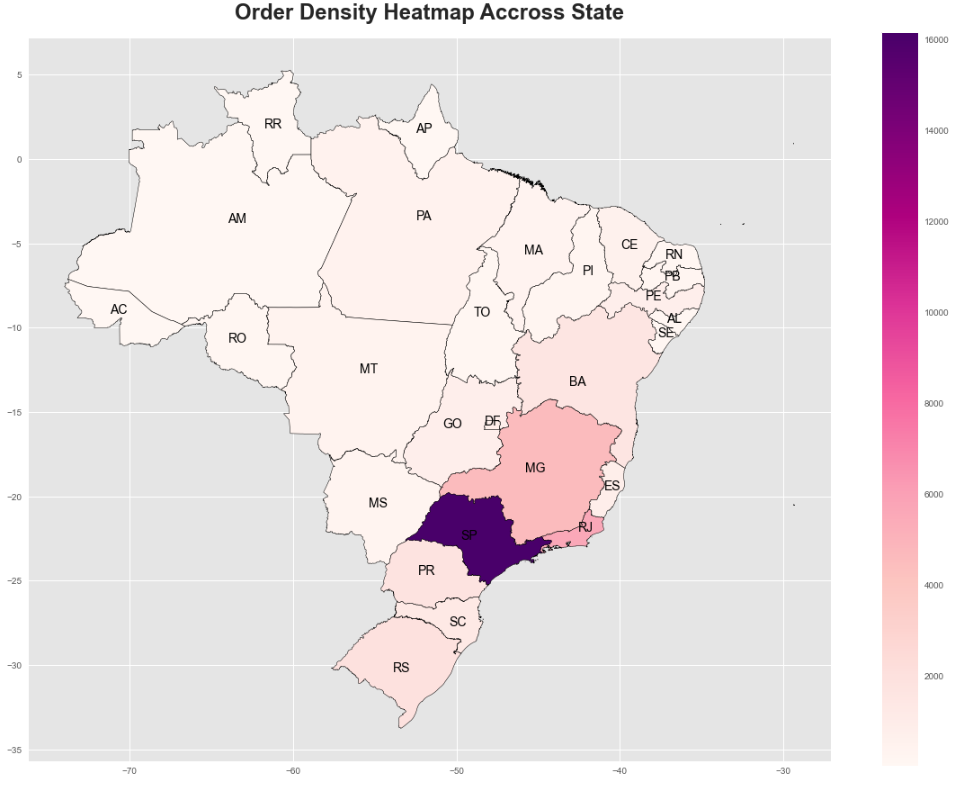 Order Density Heatmap Accross State
16000
14000
12000
10000
8000
6000
4000
2000
5
0
−5
−10
−15
−20
−25
−30
−35
−70
−60
−50
−40
−30
RR
AP
AM
PA
MA
CE
RN
PI
PB
PE
AC
TO
AL
RO
SE
MT
BA
GO
DF
MG
MS
ES
SP
RJ
PR
SC
RS